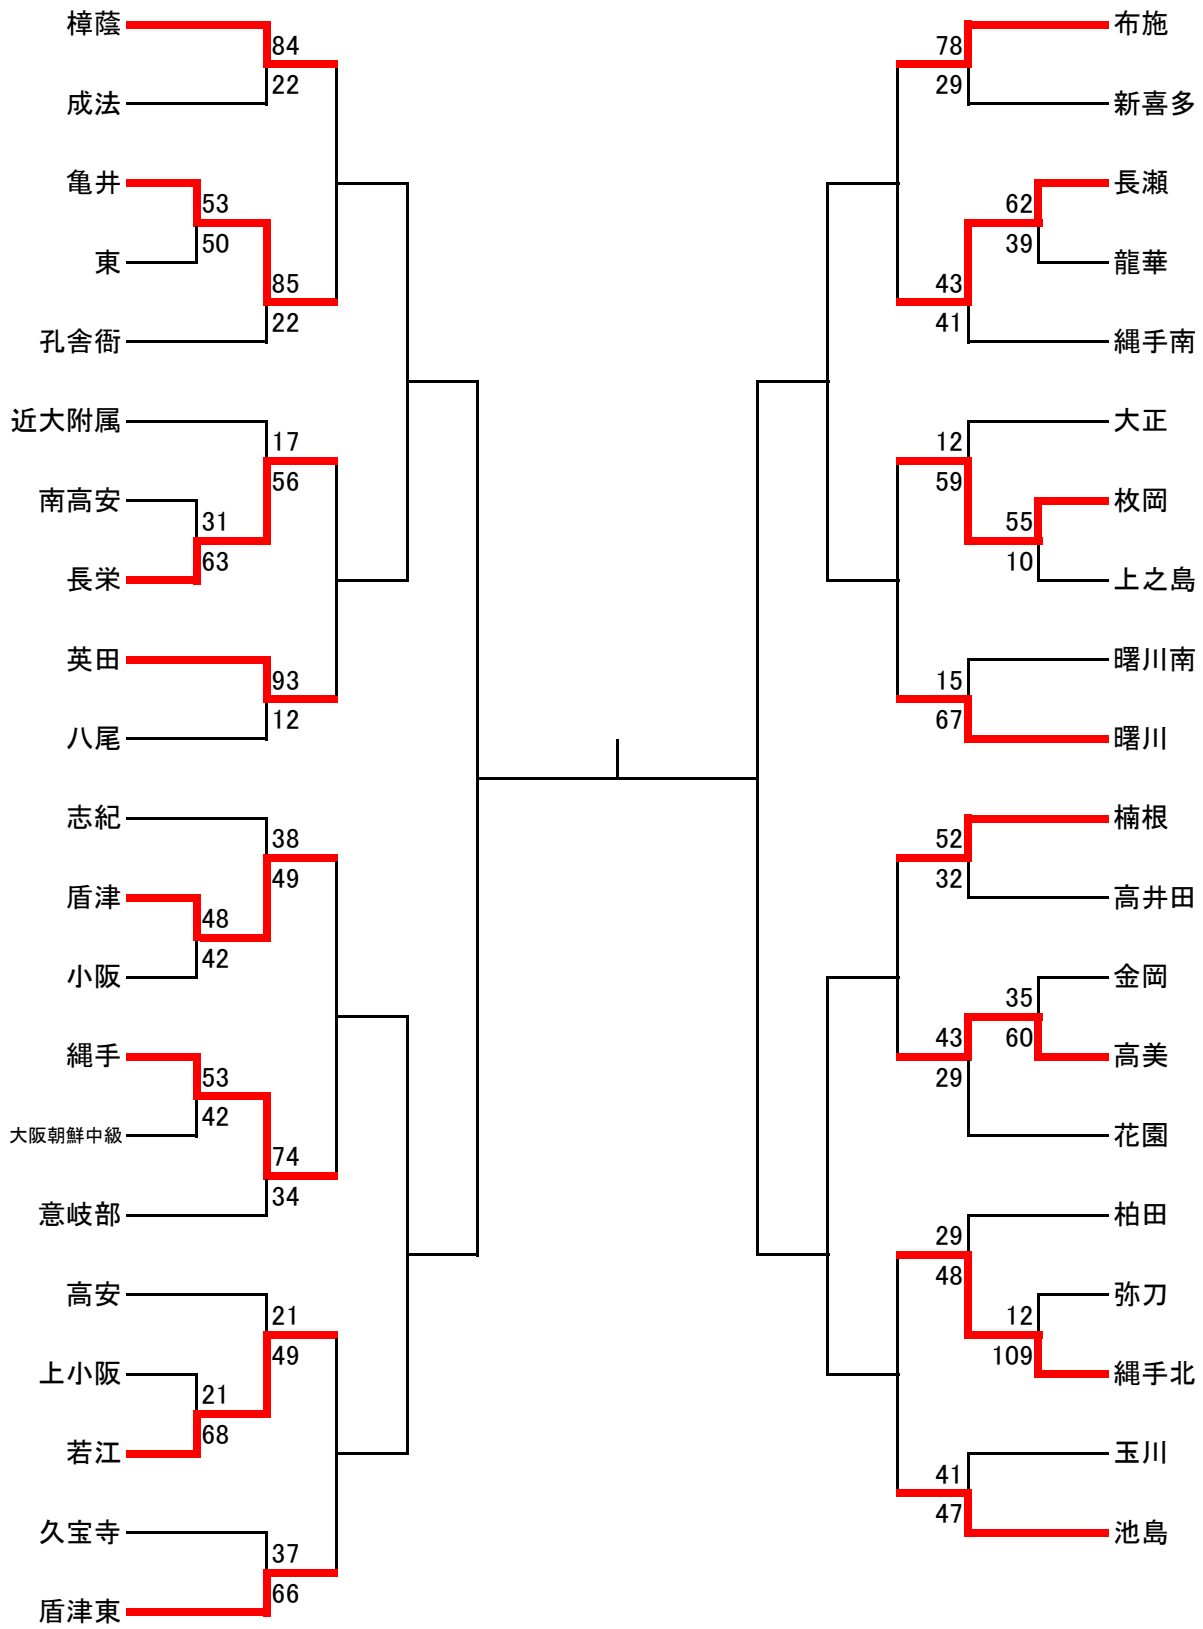 樟蔭
84
22
成法
亀井
53
50
東
85
22
孔舎衙
近大附属
17
56
南高安
31
63
長栄
英田
93
12
八尾
志紀
38
49
盾津
48
42
小阪
縄手
53
42
大阪朝鮮中級
74
34
意岐部
高安
21
49
上小阪
21
68
若江
久宝寺
37
66
盾津東
布施
78
29
新喜多
長瀬
62
39
龍華
43
41
縄手南
大正
12
59
枚岡
55
10
上之島
曙川南
15
67
曙川
楠根
52
32
高井田
金岡
35
60
高美
43
29
花園
柏田
29
48
弥刀
12
109
縄手北
玉川
41
47
池島